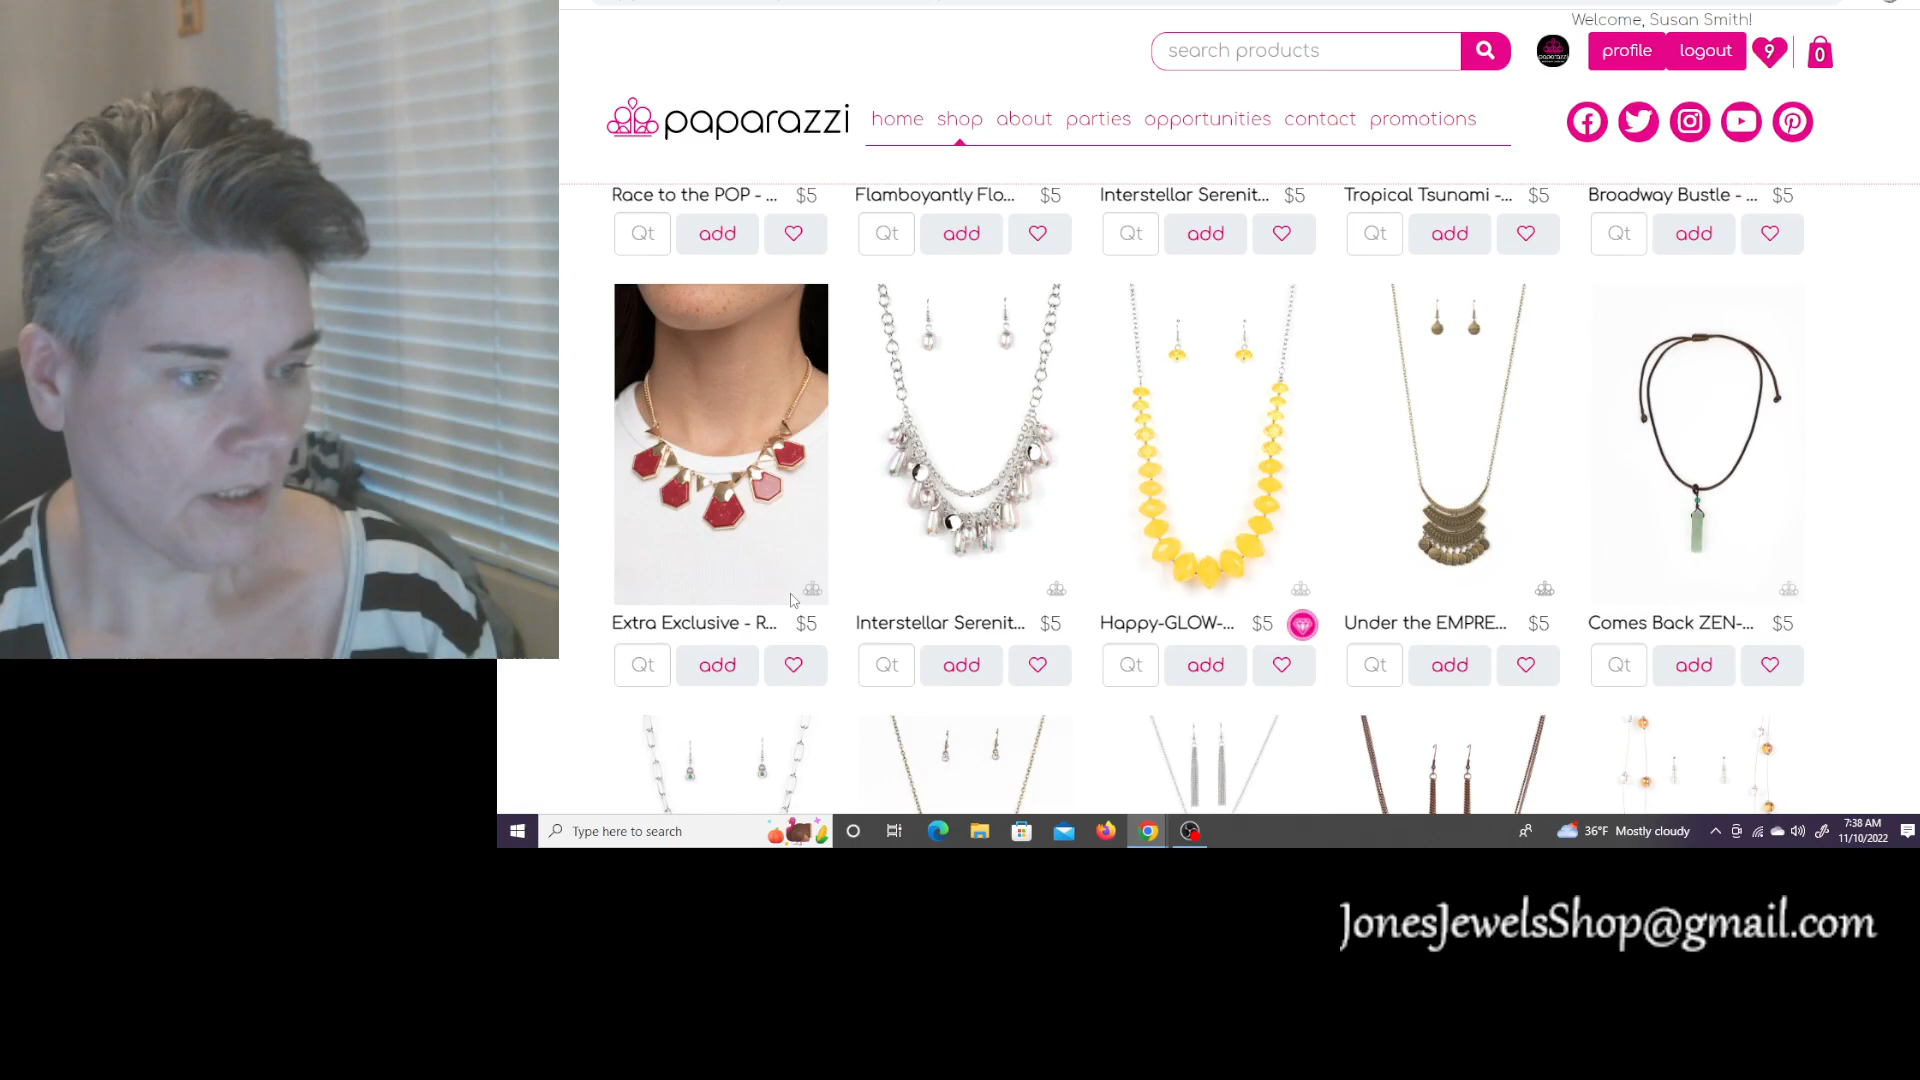 Welcome, Susan Smith!
search products
profile
logout
9
0
paparazzi
home shop about parties opportunities contact promotions
Race to the POP - ... $5
Flamboyantly Flo... $5
Interstellar Serenit... $5
Tropical Tsunami -... $5
Broadway Bustle - ... $5
Qt add
Qt add
Qt add
Qt add
Qt add
Extra Exclusive - R... $5
Interstellar Serenit... $5
Happy-GLOW-... $5
Under the EMPRE... $5
Comes Back ZEN-... $5
Qt add
Qt add
Qt add
Qt add
Qt add
Type here to search
36°F Mostly cloudy
7:38 AM
11/10/2022
JonesJewelsShop@gmail.com